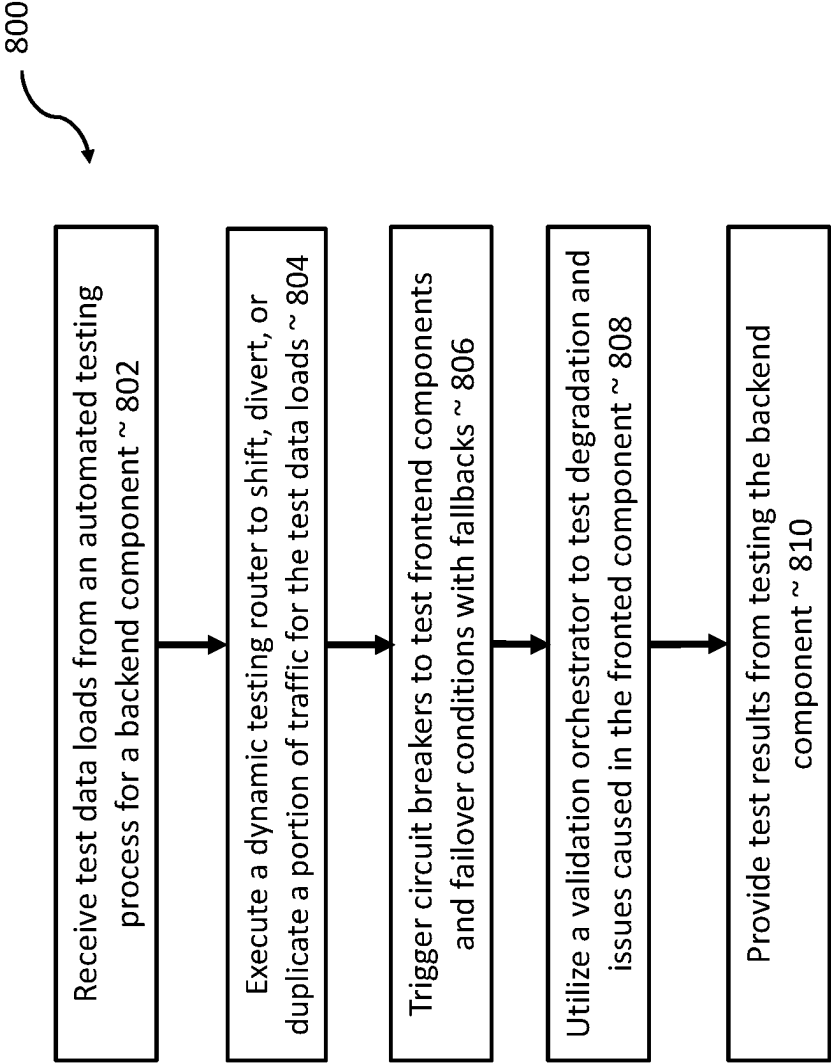 800
Receive test data loads from an automated testing
process for a backend component ~ 802
Execute a dynamic testing router to shift, divert, or
duplicate a portion of traffic for the test data loads ~ 804
Trigger circuit breakers to test frontend components
and failover conditions with fallbacks ~ 806
Utilize a validation orchestrator to test degradation and
issues caused in the fronted component ~ 808
Provide test results from testing the backend
component ~ 810